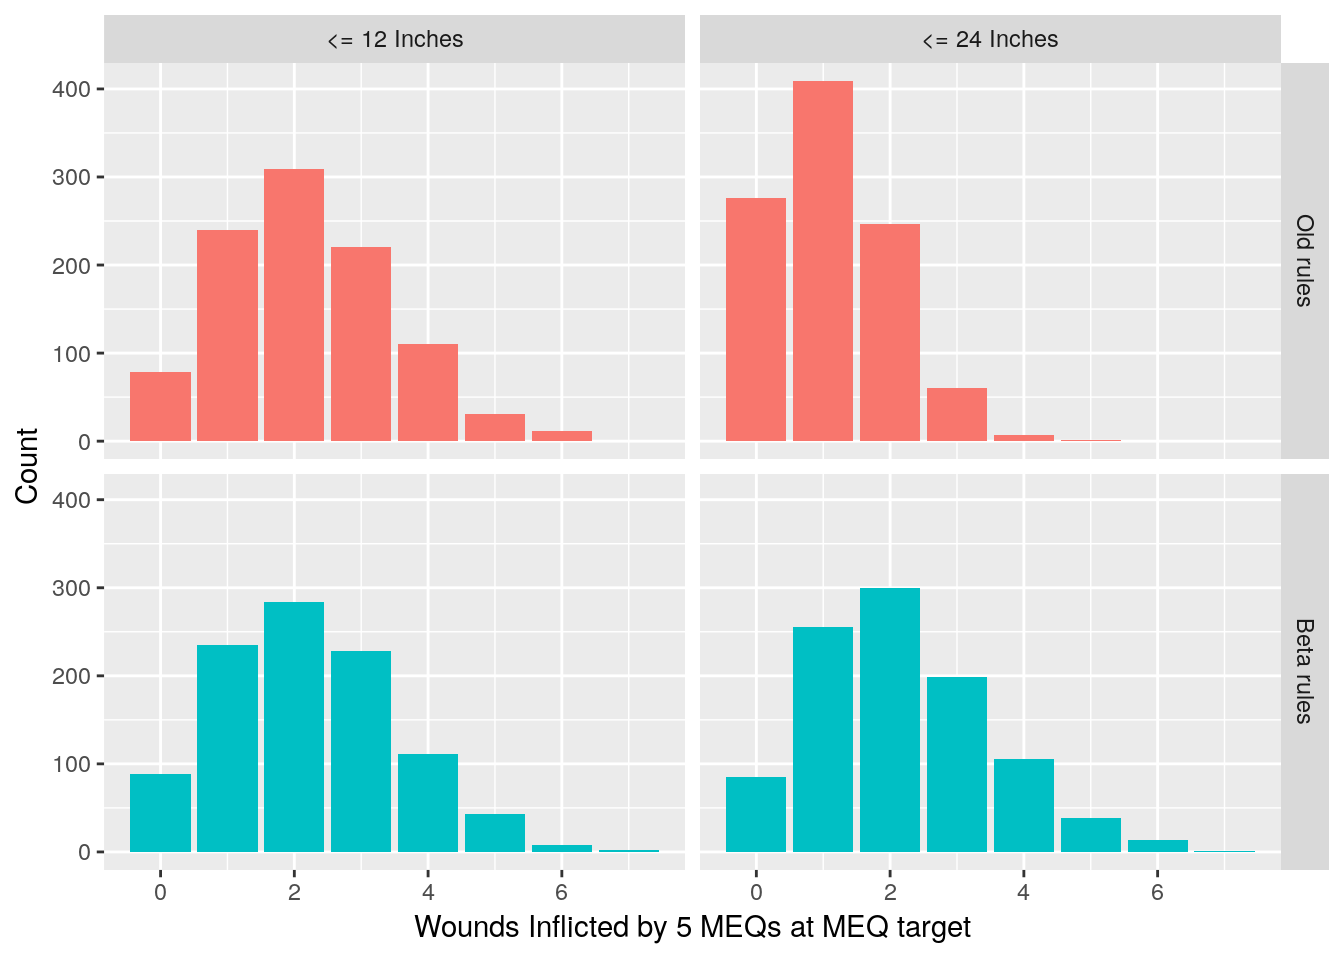 <= 12 Inches
<= 24 Inches
400
300
200
100
0
Old rules
Count
400
300
200
100
0
Beta rules
0 2 4 6
0 2 4 6
Wounds Inflicted by 5 MEQs at MEQ target